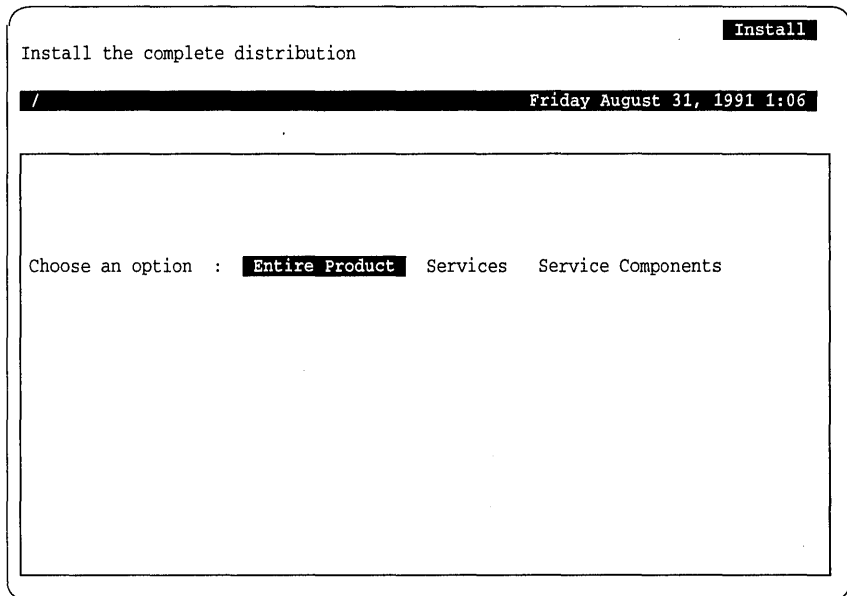 Install
Install the complete distribution
/ Friday August 31, 1991 1:06
Choose an option : Entire Product Services Service Components